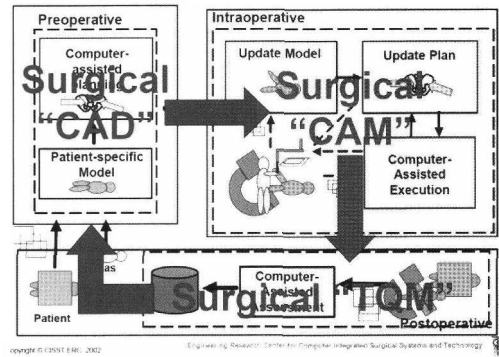 Preoperative
Computer-
assisted
Planning
Surgical
"CAD"
Patient-specific
Model
Intraoperative
Update Model
Update Plan
Surgical
"CAM"
Computer-
Assisted
Execution
Patient
Computer-
Assisted
Assessment
Surgical "TQM"
Postoperative
Engineering Research Center for Computer Integrated Surgical Systems and Technology
copyright © CISST ERC, 2002